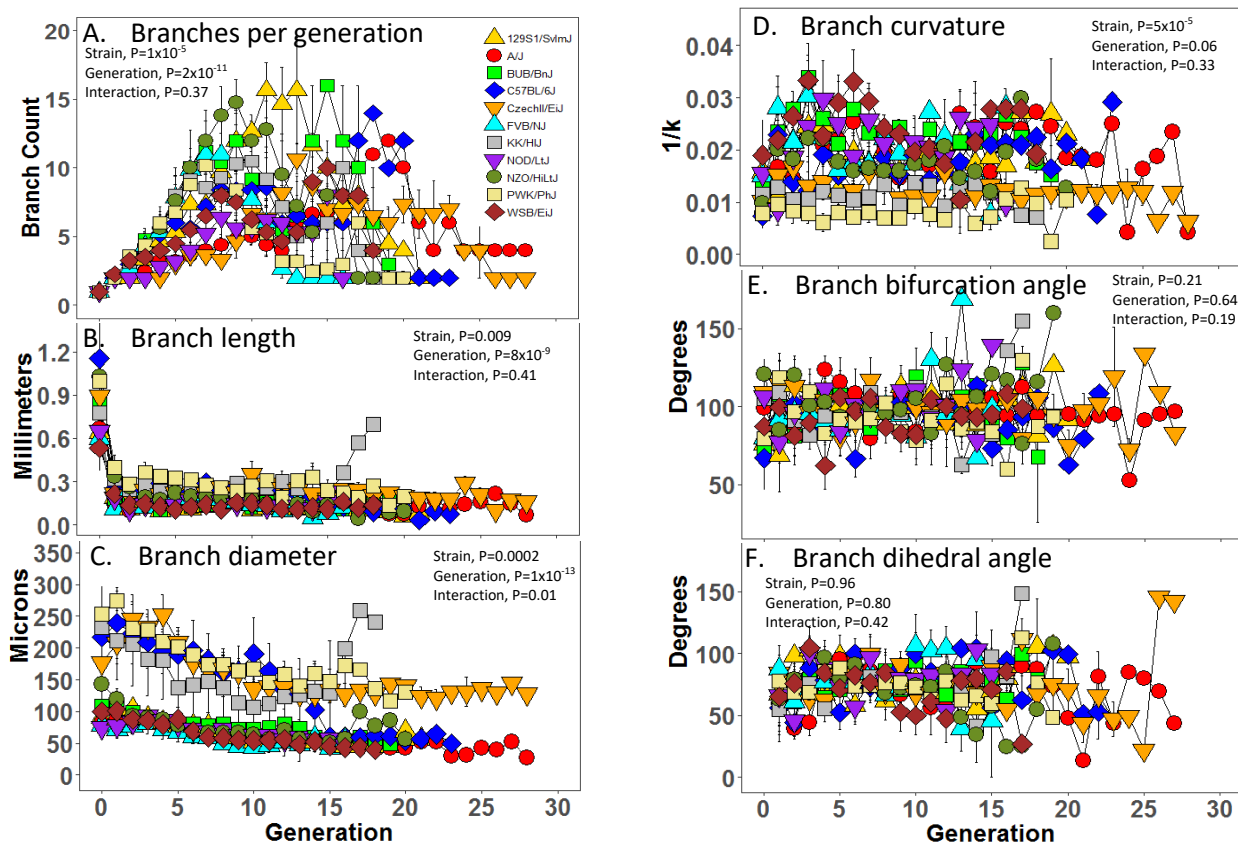 A. Branches per generation
Strain, P=1x10⁻⁵
Generation, P=2x10⁻¹¹
Interaction, P=0.37
129S1/SvlmJ
A/J
BUB/BnJ
C57BL/6J
CzechII/EiJ
FVB/NJ
KK/HlJ
NOD/LtJ
NZO/HiLtJ
PWK/PhJ
WSB/EiJ
Branch Count
20
15
10
5
0
B. Branch length
Strain, P=0.009
Generation, P=8x10⁻⁹
Interaction, P=0.41
Millimeters
1.2
0.9
0.6
0.3
0.0
C. Branch diameter
Strain, P=0.0002
Generation, P=1x10⁻¹³
Interaction, P=0.01
Microns
350
300
250
200
150
100
50
0
0 5 10 15 20 25 30
Generation
D. Branch curvature
Strain, P=5x10⁻⁵
Generation, P=0.06
Interaction, P=0.33
1/k
0.04
0.03
0.02
0.01
0.00
E. Branch bifurcation angle
Strain, P=0.21
Generation, P=0.64
Interaction, P=0.19
Degrees
150
100
50
F. Branch dihedral angle
Strain, P=0.96
Generation, P=0.80
Interaction, P=0.42
Degrees
150
100
50
0
0 5 10 15 20 25 30
Generation